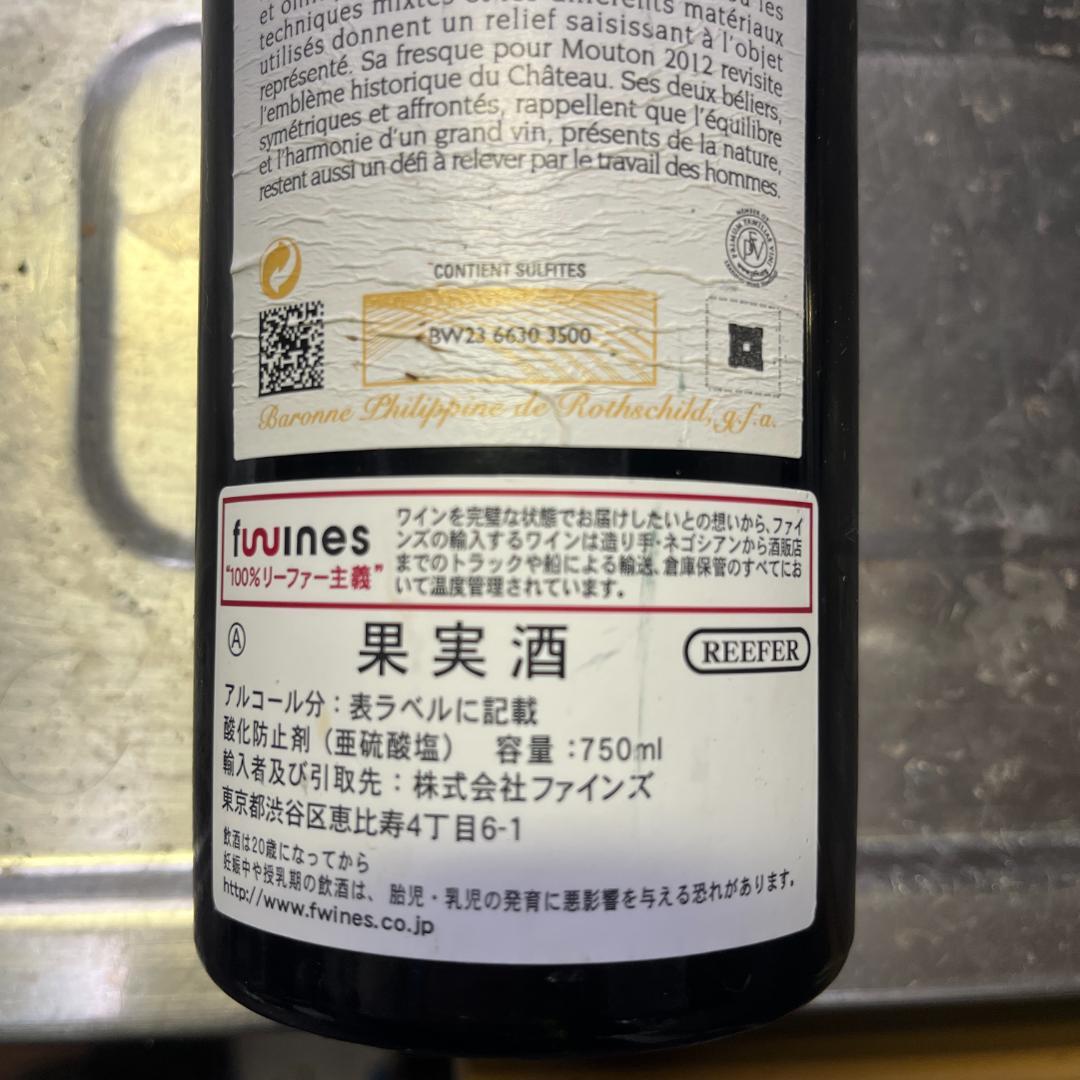 techniques mixtes et les différents matériaux
utilisés donnent un relief saisissant à l'objet
représenté. Sa fresque pour Mouton 2012 revisite
l'emblème historique du Château. Ses deux béliers,
symétriques et affrontés, rappellent que l'équilibre
et l'harmonie d'un grand vin, présents de la nature,
restent aussi un défi à relever par le travail des hommes.
CONTIENT SULFITES
BW23 6630 3500
MEMBER OF
PRIMUM FAMILIAE VINI
PFV
Baronne Philippine de Rothschild, g.f.a.
fwines
"100%リーファー主義"
ワインを完璧な状態でお届けしたいとの想いから、ファイ
ンズの輸入するワインは造り手・ネゴシアンから酒販店
までのトラックや船による輸送、倉庫保管のすべてにお
いて温度管理されています。
Ⓐ
果実酒
REEFER
アルコール分：表ラベルに記載
酸化防止剤（亜硫酸塩） 容量：750ml
輸入者及び引取先：株式会社ファインズ
東京都渋谷区恵比寿4丁目6-1
飲酒は20歳になってから
妊娠中や授乳期の飲酒は、胎児・乳児の発育に悪影響を与える恐れがあります。
http://www.fwines.co.jp